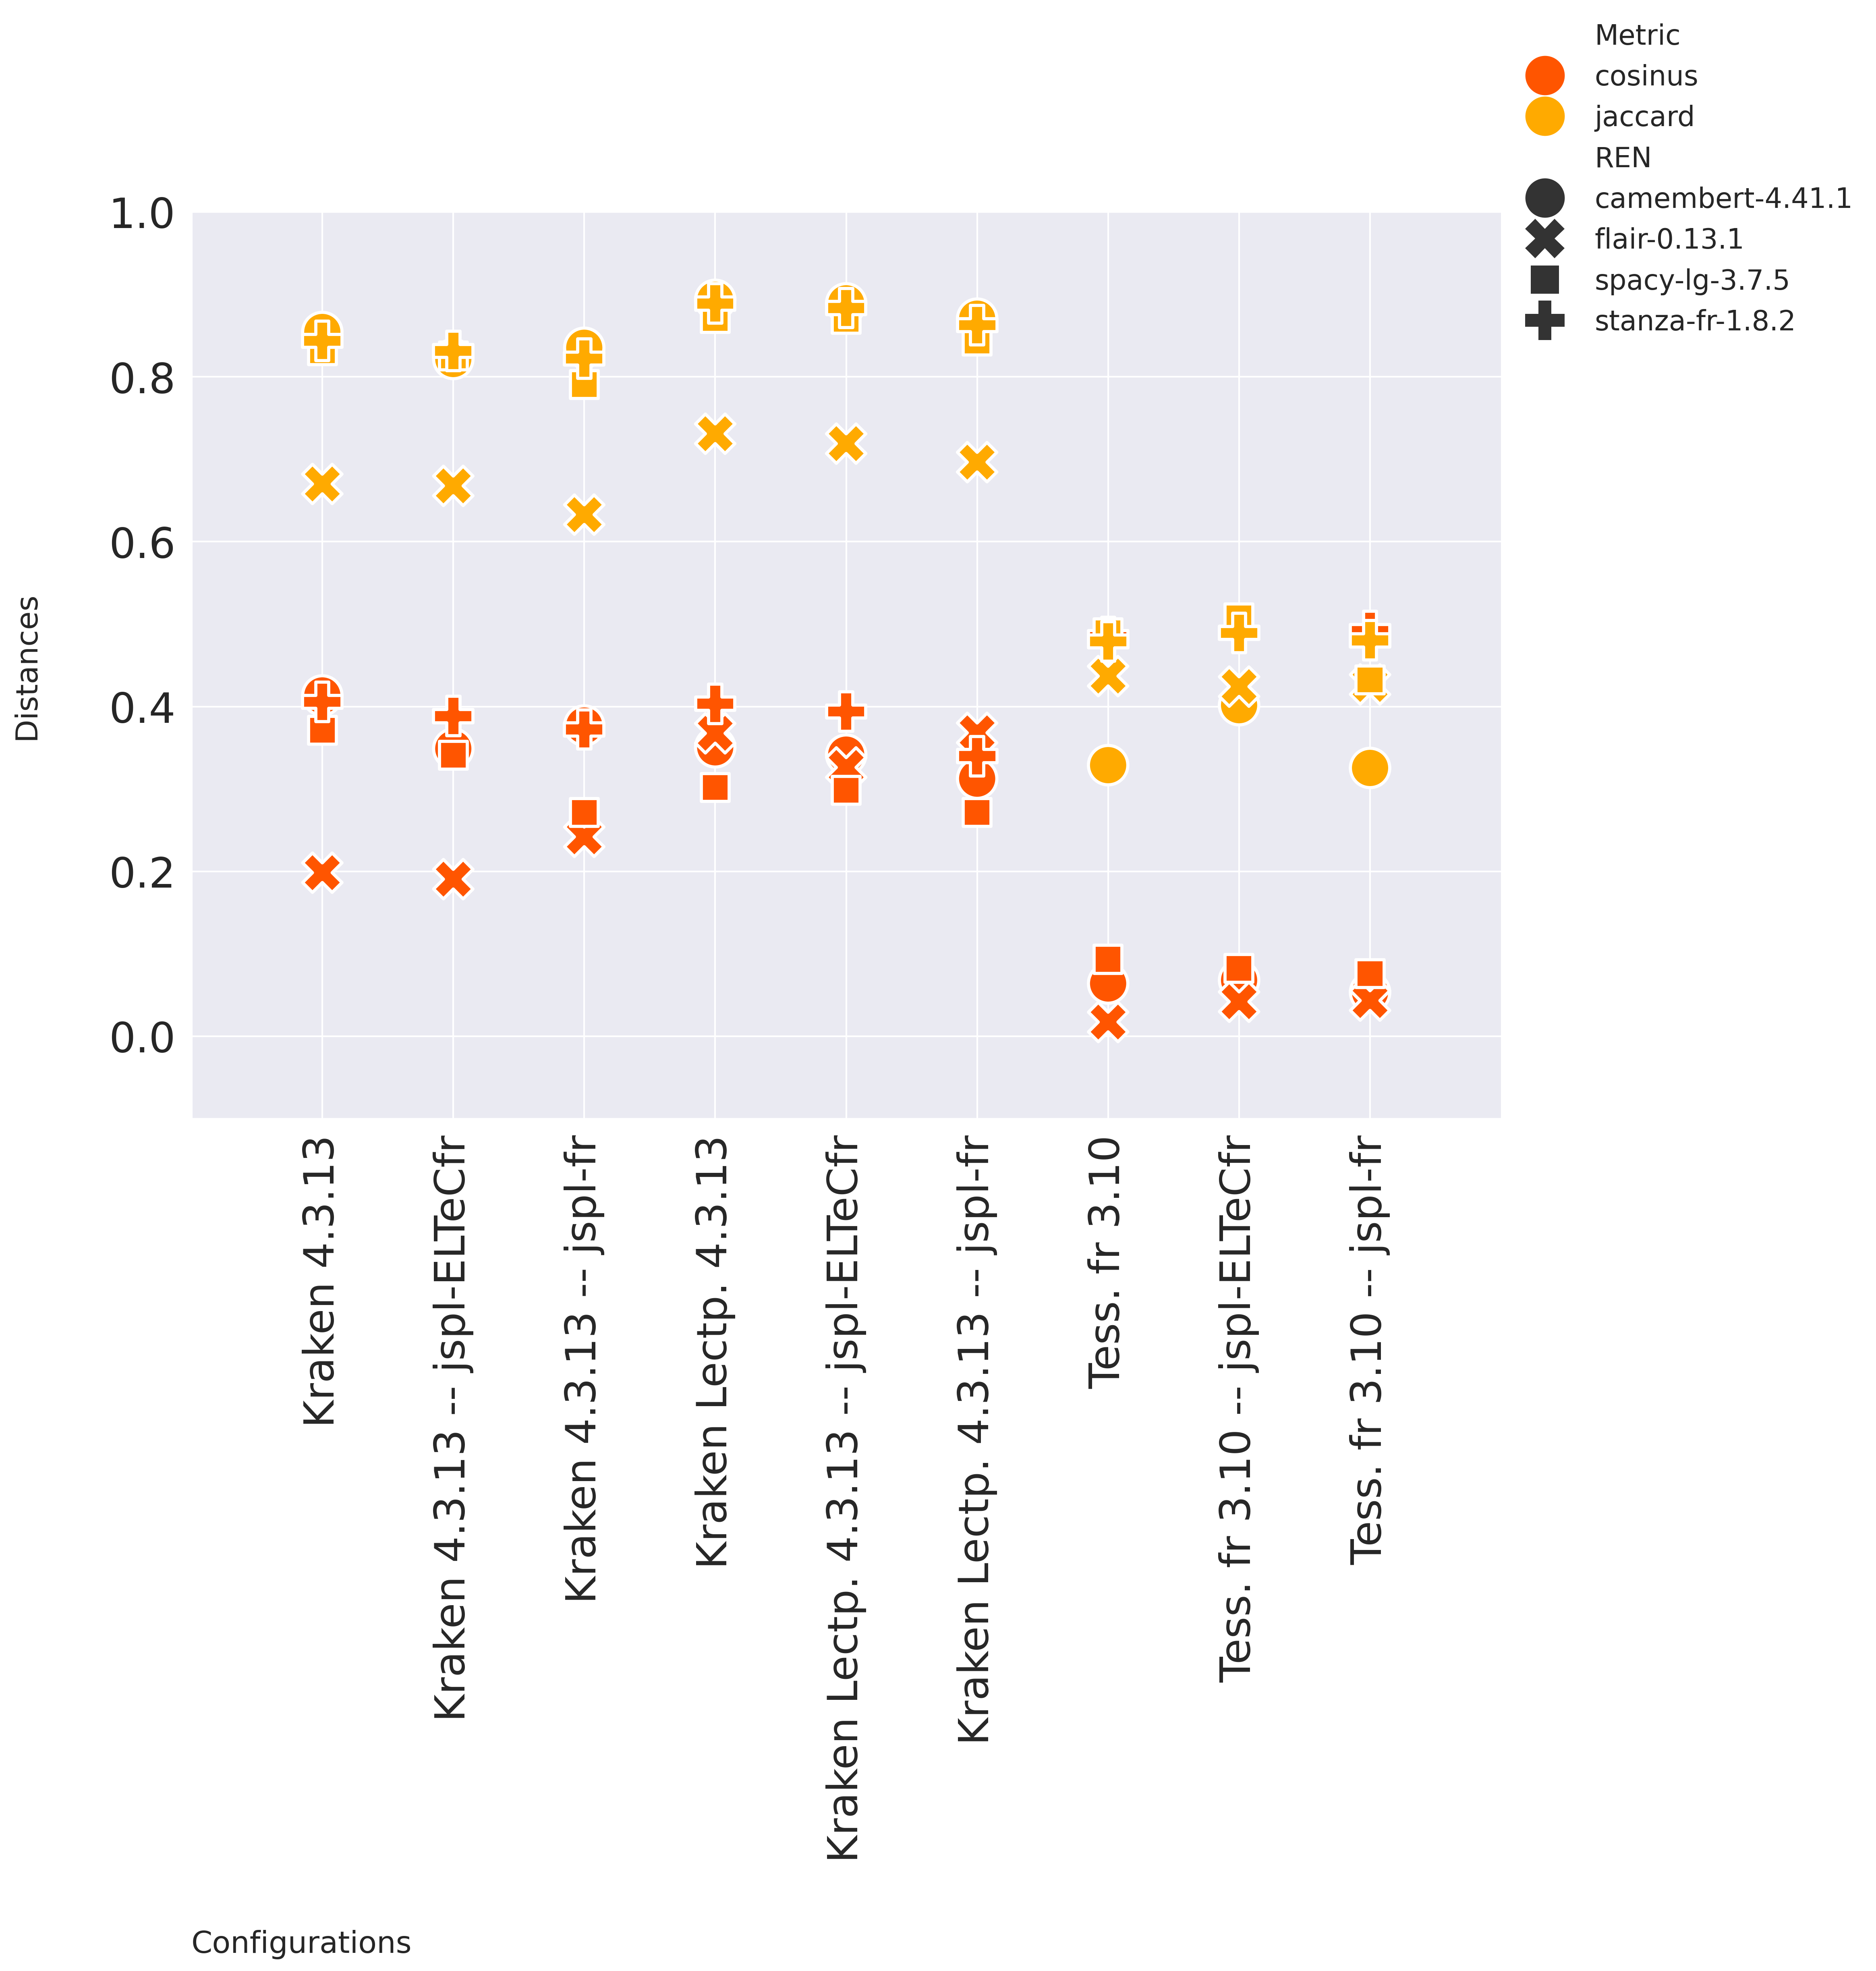 Metric
cosinus
jaccard
REN
camembert-4.41.1
flair-0.13.1
spacy-lg-3.7.5
stanza-fr-1.8.2
1.0
0.8
0.6
0.4
0.2
0.0
Distances
Kraken 4.3.13
Kraken 4.3.13 -- jspl-ELTeCfr
Kraken 4.3.13 -- jspl-fr
Kraken Lectp. 4.3.13
Kraken Lectp. 4.3.13 -- jspl-ELTeCfr
Kraken Lectp. 4.3.13 -- jspl-fr
Tess. fr 3.10
Tess. fr 3.10 -- jspl-ELTeCfr
Tess. fr 3.10 -- jspl-fr
Configurations